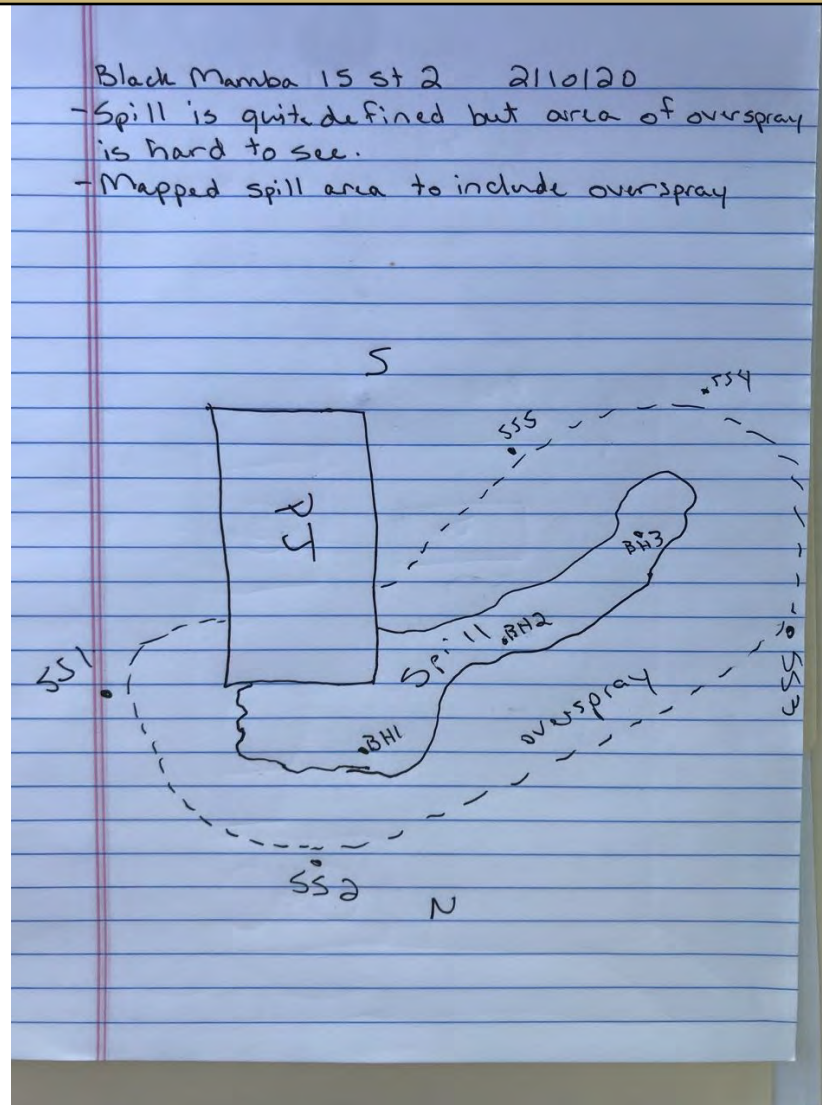 Black Mamba 15 st 2 2/10/20
- Spill is quite defined but area of overspray
is hard to see.
- Mapped spill area to include overspray
S
SS4
SS5
BH3
BH2
Spill
SS1
SS3
overspray
BH1
SS2
N